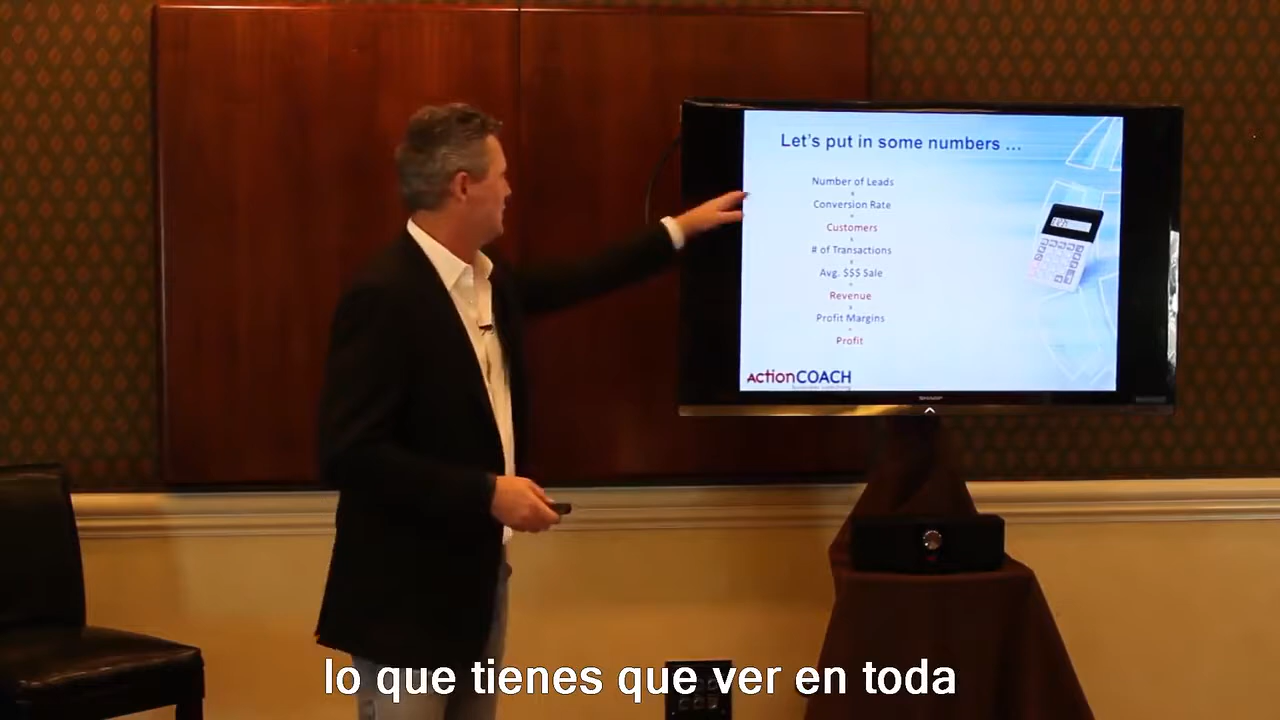 Let's put in some numbers ...
Number of Leads
x
Conversion Rate
=
Customers
x
# of Transactions
x
Avg. $$$ Sale
=
Revenue
x
Profit Margins
=
Profit
ActionCOACH
SHARP
lo que tienes que ver en toda